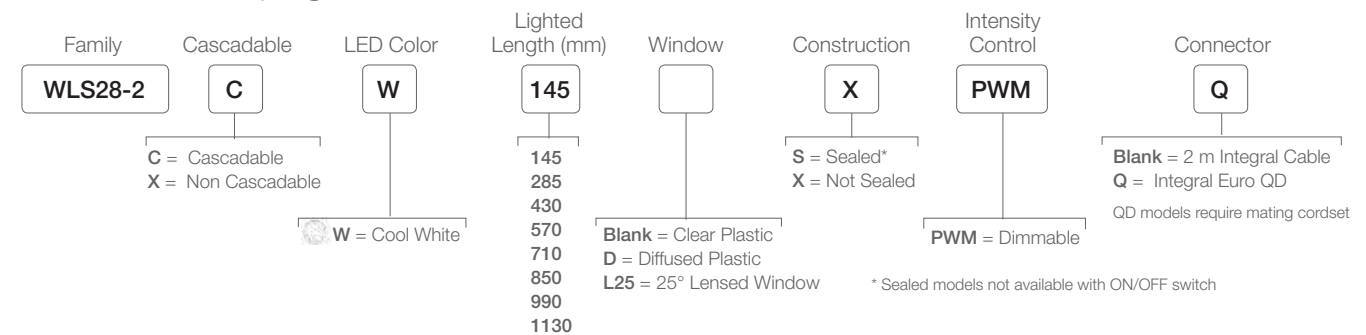 Family Cascadable LED Color Lighted Length (mm) Window Construction Intensity Control Connector
WLS28-2 C W 145 X PWM Q
C = Cascadable
X = Non Cascadable
W = Cool White
145
285
430
570
710
850
990
1130
Blank = Clear Plastic
D = Diffused Plastic
L25 = 25° Lensed Window
S = Sealed*
X = Not Sealed
PWM = Dimmable
Blank = 2 m Integral Cable
Q = Integral Euro QD
QD models require mating cordset
* Sealed models not available with ON/OFF switch